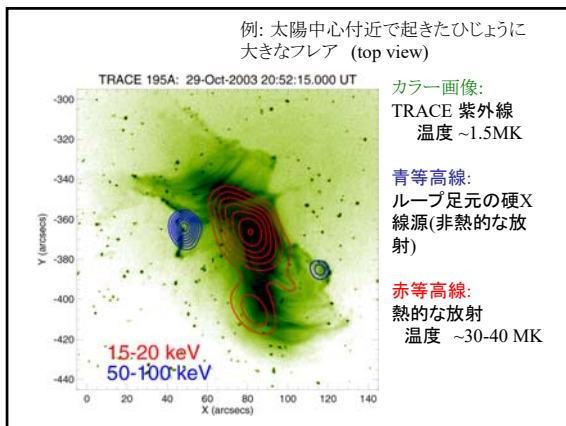 例: 太陽中心付近で起きたひじょうに
大きなフレア (top view)
TRACE 195A: 29-Oct-2003 20:52:15.000 UT
-300
-320
-340
-360
-380
-400
-420
-440
Y (arcsecs)
15-20 keV
50-100 keV
0 20 40 60 80 100 120 140
X (arcsecs)
カラー画像:
TRACE 紫外線
温度 ~1.5MK
青等高線:
ループ足元の硬X
線源(非熱的な放
射)
赤等高線:
熱的な放射
温度 ~30-40 MK